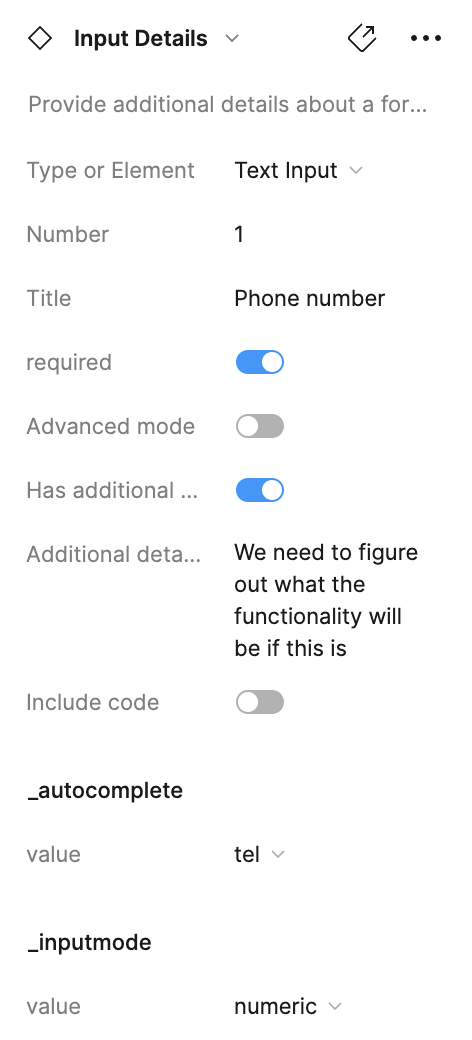 Input Details
Provide additional details about a for...
Type or Element Text Input
Number 1
Title Phone number
required
Advanced mode
Has additional ...
Additional deta... We need to figure
out what the
functionality will
be if this is
Include code
_autocomplete
value tel
_inputmode
value numeric